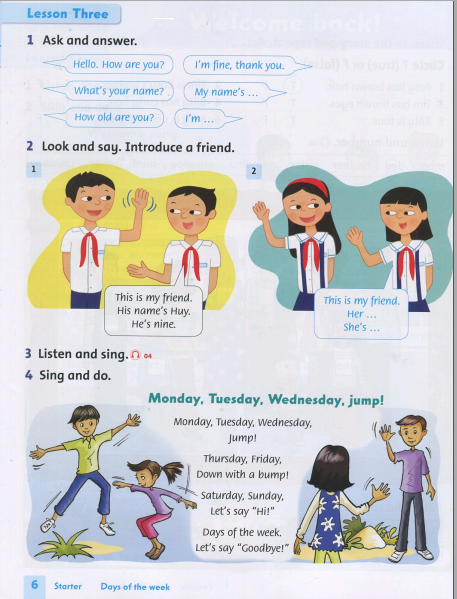 Lesson Three
1 Ask and answer.
Hello. How are you?
I'm fine, thank you.
What's your name?
My name's ...
How old are you?
I'm ...
2 Look and say. Introduce a friend.
1
2
This is my friend.
His name's Huy.
He's nine.
This is my friend.
Her ...
She's ...
3 Listen and sing. 04
4 Sing and do.
Monday, Tuesday, Wednesday, jump!
Monday, Tuesday, Wednesday,
Jump!
Thursday, Friday,
Down with a bump!
Saturday, Sunday,
Let's say "Hi!"
Days of the week.
Let's say "Goodbye!"
6 Starter Days of the week